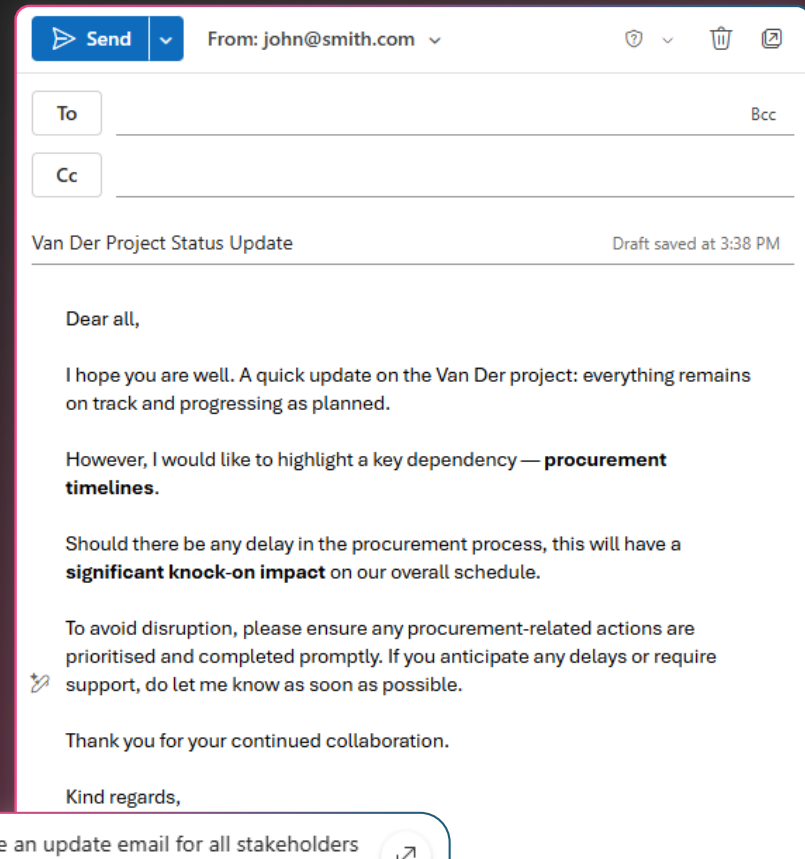 Send
From: john@smith.com
To
Bcc
Cc
Van Der Project Status Update
Draft saved at 3:38 PM
Dear all,
I hope you are well. A quick update on the Van Der project: everything remains
on track and progressing as planned.
However, I would like to highlight a key dependency — procurement
timelines.
Should there be any delay in the procurement process, this will have a
significant knock-on impact on our overall schedule.
To avoid disruption, please ensure any procurement-related actions are
prioritised and completed promptly. If you anticipate any delays or require
support, do let me know as soon as possible.
Thank you for your continued collaboration.
Kind regards,
e an update email for all stakeholders